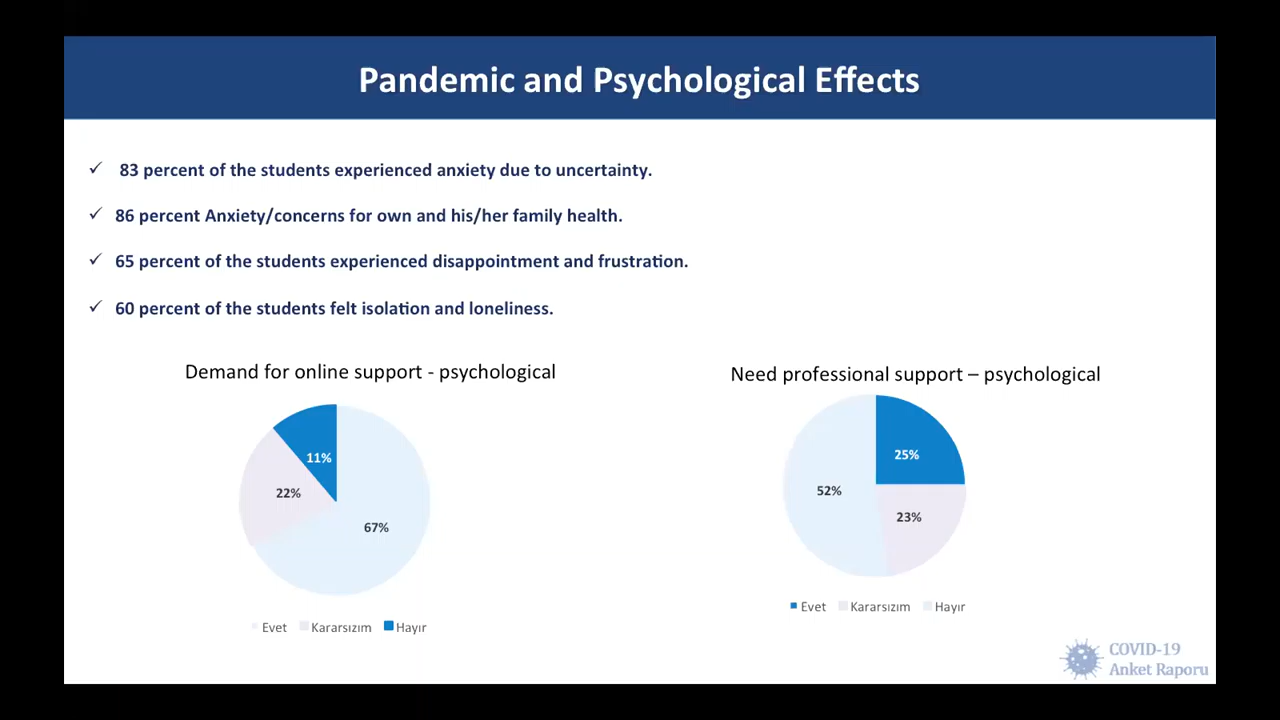 Pandemic and Psychological Effects
✓ 83 percent of the students experienced anxiety due to uncertainty.
✓ 86 percent Anxiety/concerns for own and his/her family health.
✓ 65 percent of the students experienced disappointment and frustration.
✓ 60 percent of the students felt isolation and loneliness.
Demand for online support - psychological
11%
22%
67%
Evet Kararsızım Hayır
Need professional support – psychological
25%
52%
23%
Evet Kararsızım Hayır
COVID-19
Anket Raporu